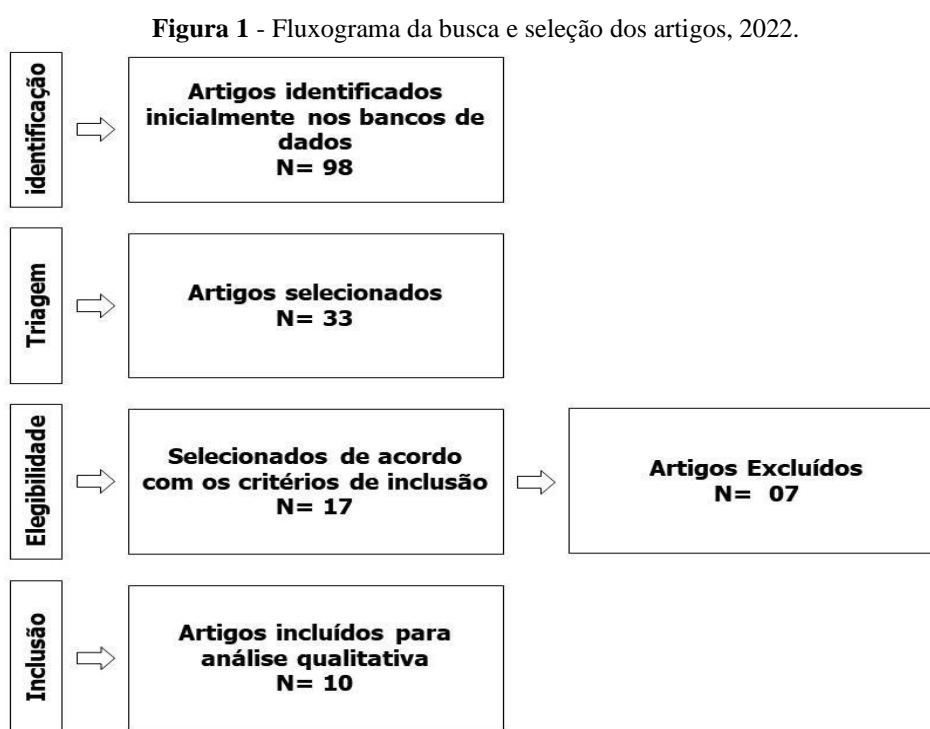 Figura 1 - Fluxograma da busca e seleção dos artigos, 2022.
identificação
Artigos identificados
inicialmente nos bancos de
dados
N= 98
Triagem
Artigos selecionados
N= 33
Elegibilidade
Selecionados de acordo
com os critérios de inclusão
N= 17
Artigos Excluídos
N= 07
Inclusão
Artigos incluídos para
análise qualitativa
N= 10